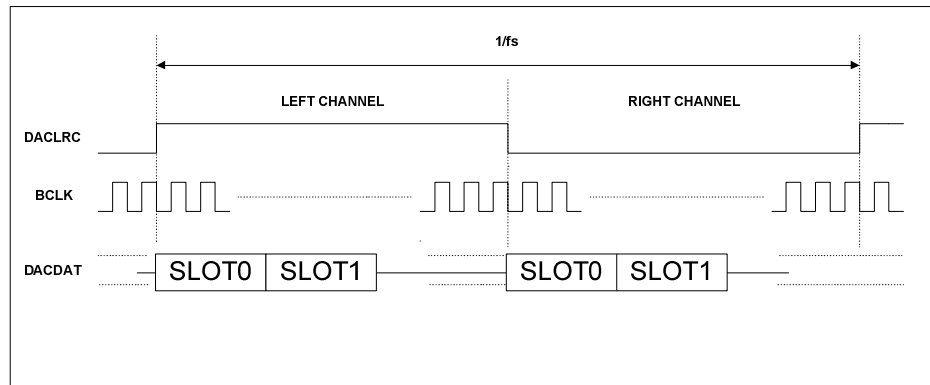 1/fs
LEFT CHANNEL RIGHT CHANNEL
DACLRC
BCLK
DACDAT SLOT0 SLOT1 SLOT0 SLOT1